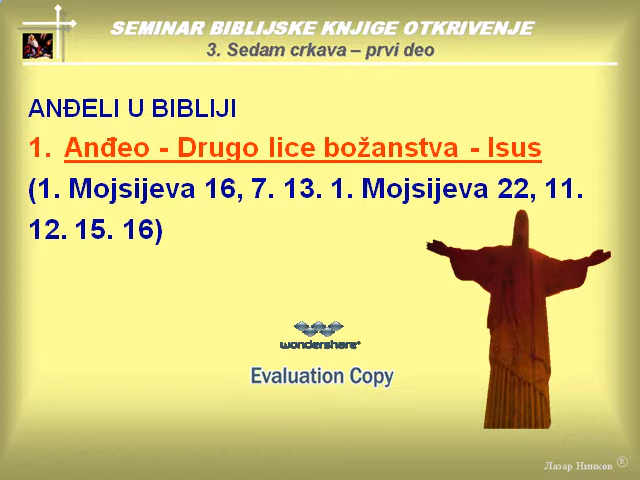 SEMINAR BIBLIJSKE KNJIGE OTKRIVENJE
3. Sedam crkava – prvi deo
ANĐELI U BIBLIJI
1. Anđeo - Drugo lice božanstva - Isus
(1. Mojsijeva 16, 7. 13. 1. Mojsijeva 22, 11.
12. 15. 16)
wondershare
Evaluation Copy
Лазар Нинков ®